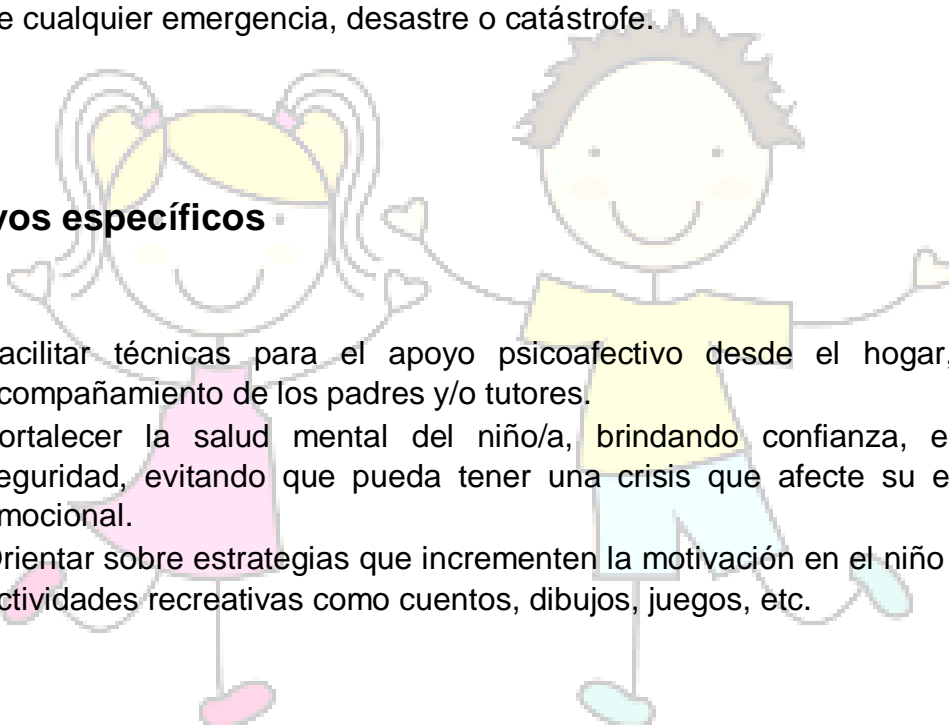 e cualquier emergencia, desastre o catástrofe.
vos específicos
acilitar técnicas para el apoyo psicoafectivo desde el hogar,
compañamiento de los padres y/o tutores.
ortalecer la salud mental del niño/a, brindando confianza, e
eguridad, evitando que pueda tener una crisis que afecte su e
mocional.
Orientar sobre estrategias que incrementen la motivación en el niño
ctividades recreativas como cuentos, dibujos, juegos, etc.